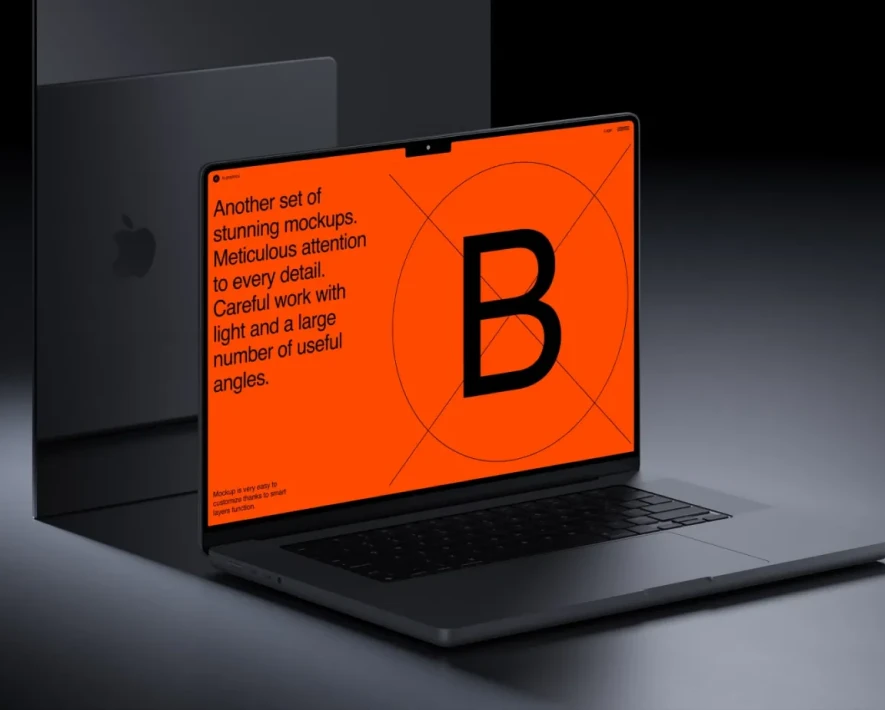 Another set of
stunning mockups.
Meticulous attention
to every detail.
Careful work with
light and a large
number of useful
angles.
B
Mockup is very easy to
customize thanks to smart
layers function.